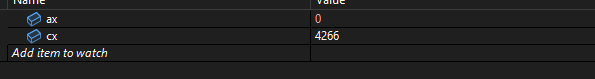 Name Value
ax 0
cx 4266
Add item to watch